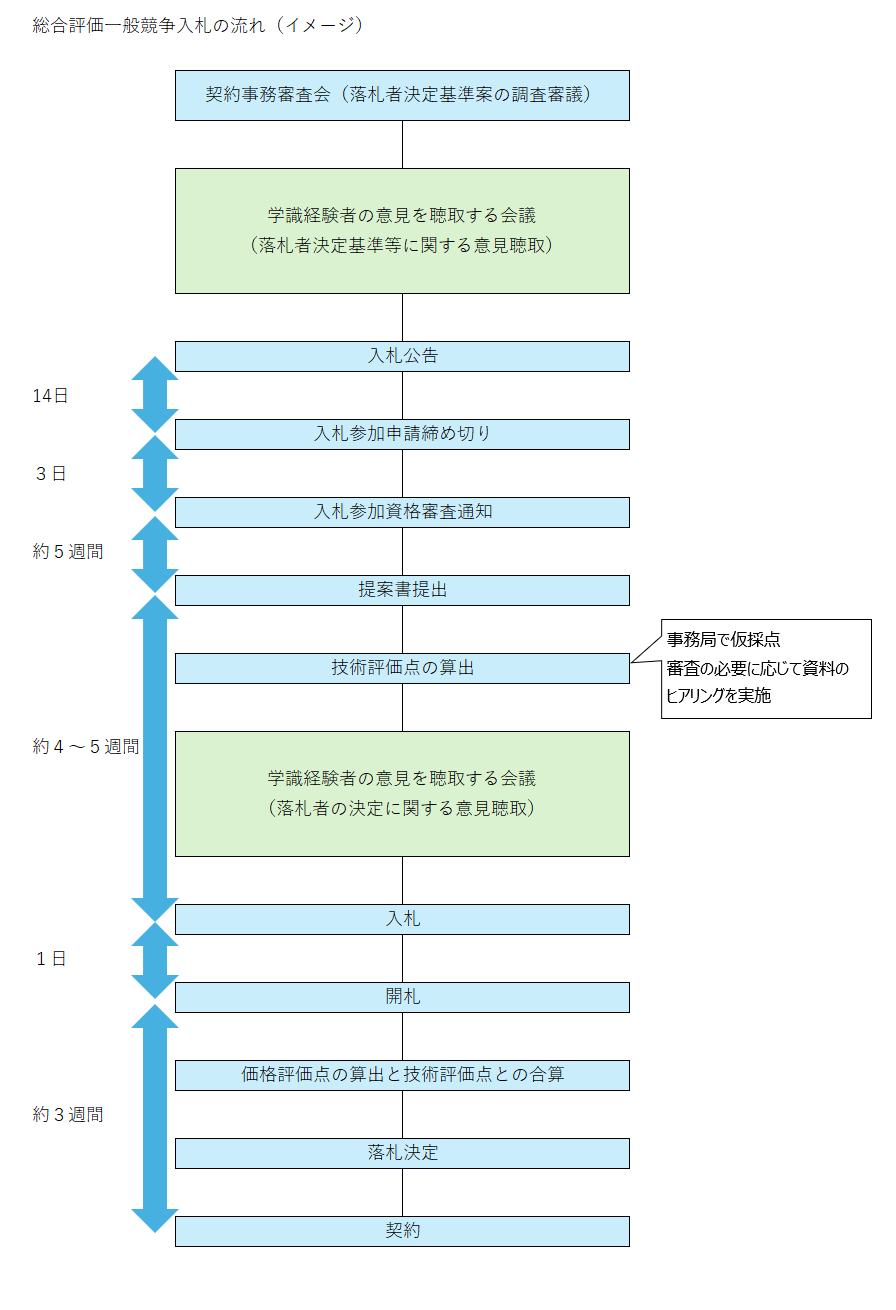 総合評価一般競争入札の流れ（イメージ）
契約事務審査会（落札者決定基準案の調査審議）
学識経験者の意見を聴取する会議
（落札者決定基準等に関する意見聴取）
入札公告
14日
入札参加申請締め切り
３日
入札参加資格審査通知
約５週間
提案書提出
事務局で仮採点
審査の必要に応じて資料の
ヒアリングを実施
技術評価点の算出
約４～５週間
学識経験者の意見を聴取する会議
（落札者の決定に関する意見聴取）
入札
１日
開札
価格評価点の算出と技術評価点との合算
約３週間
落札決定
契約